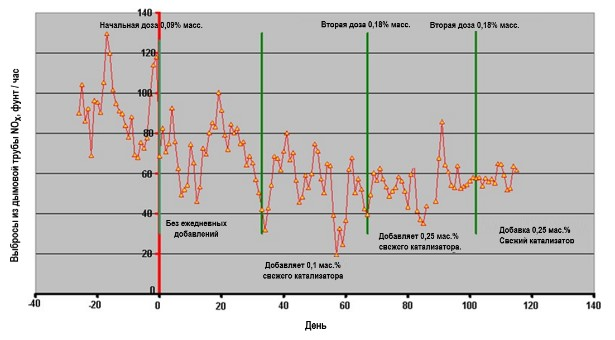 Начальная доза 0,09% масс.
Вторая доза 0,18% масс.
Вторая доза 0,18% масс.
Выбросы из дымовой трубы NOX, фунт / час
140
120
100
80
60
40
20
0
Без ежедневных
добавлений
Добавляет 0,1 мас.%
свежего катализатора
Добавляет 0,25 мас.%
свежего катализатора.
Добавка 0,25 мас.%
Свежий катализатор
-40
-20
0
20
40
60
80
100
120
140
День